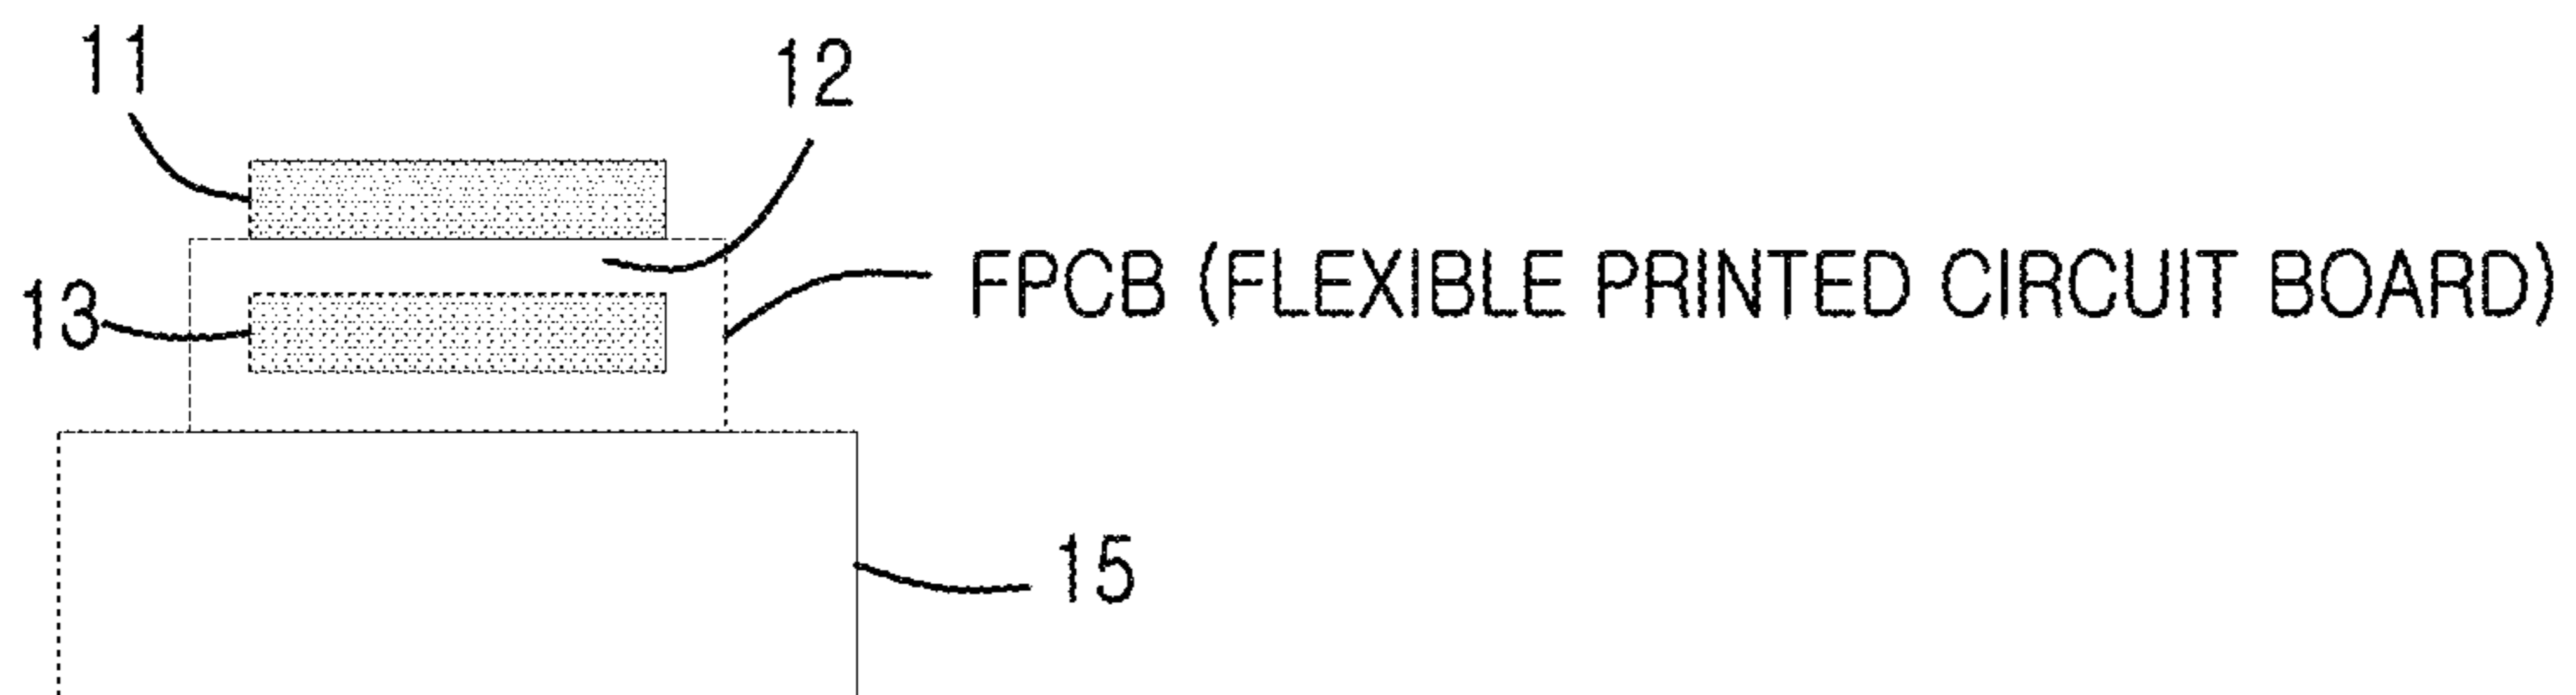 11
12
FPCB (FLEXIBLE PRINTED CIRCUIT BOARD)
13
15